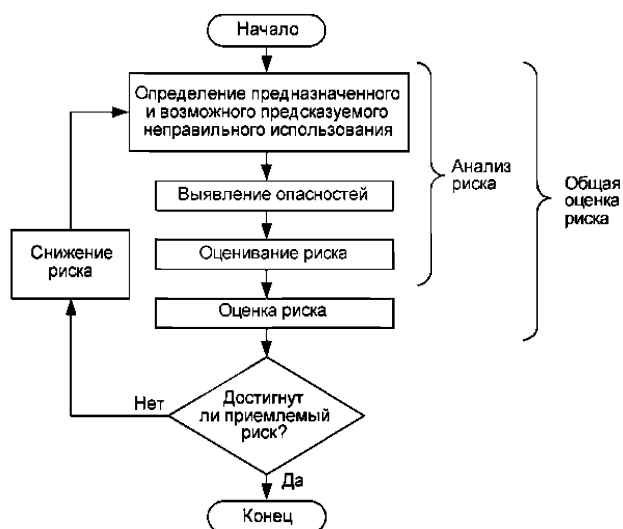 Начало
Определение предназначенного
и возможного предсказуемого
неправильного использования
Анализ
риска
Общая
оценка
риска
Выявление опасностей
Снижение
риска
Оценивание риска
Оценка риска
Нет
Достигнут
ли приемлемый
риск?
Да
Конец